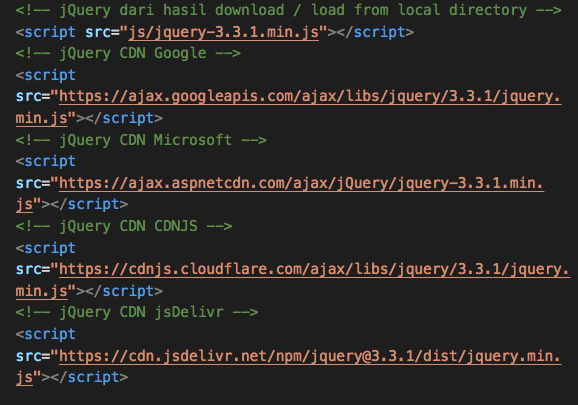 <!-- jQuery dari hasil download / load from local directory -->
<script src="js/jquery-3.3.1.min.js"></script>
<!-- jQuery CDN Google -->
<script
src="https://ajax.googleapis.com/ajax/libs/jquery/3.3.1/jquery.
min.js"></script>
<!-- jQuery CDN Microsoft -->
<script
src="https://ajax.aspnetcdn.com/ajax/jQuery/jquery-3.3.1.min.
js"></script>
<!-- jQuery CDN CDNJS -->
<script
src="https://cdnjs.cloudflare.com/ajax/libs/jquery/3.3.1/jquery.
min.js"></script>
<!-- jQuery CDN jsDelivr -->
<script
src="https://cdn.jsdelivr.net/npm/jquery@3.3.1/dist/jquery.min.
js"></script>